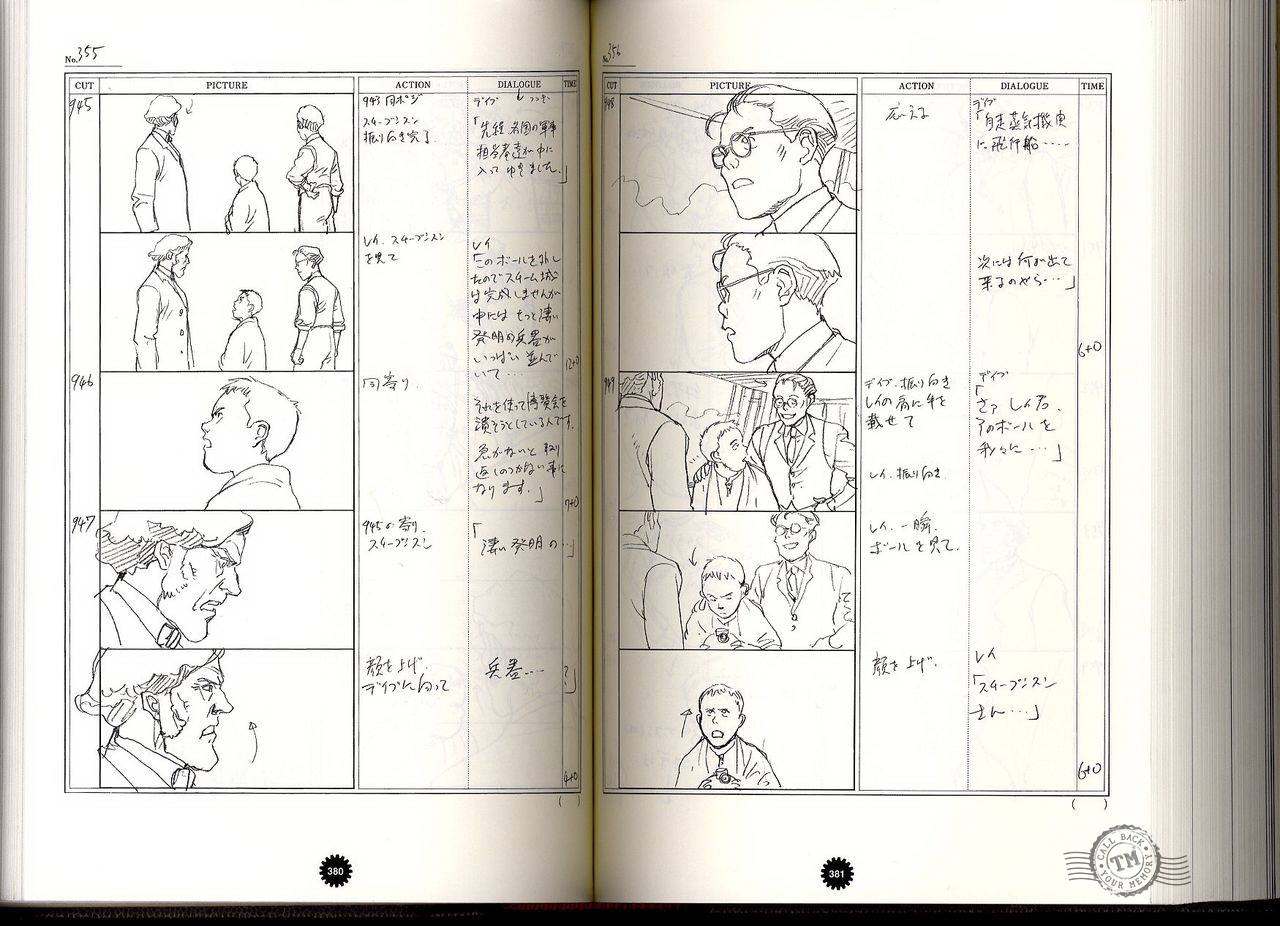 No. 355
CUT PICTURE ACTION DIALOGUE TIME
945
943 同ポジ
スチーブンスン
振り向き完了.
デイブ
つづき
「先程 各国の軍事
担当者達が中に
入って ゆきました.」
レイ. スチーブンスン
を見て
レイ
「このボールを外し
たのでスチーム城
は完成しませんが
中には もっと凄い
発明の兵器が
いっぱい 並んで
いて…
12+0
946
同寄り.
それを使って博覧会を
潰そうとしているんです.
急がないと 取り
返しのつかない事に
なります.」
7+0
947
945の寄り.
スチーブンスン
「凄い 発明 の…」
顔を上げ.
デイブに向って
兵器……?」
4+0
( )
380
No. 356
CUT PICTURE ACTION DIALOGUE TIME
948
応える
デイブ
「自走蒸気機関
に飛行船……
次には 何が出て
来るのやら…」
6+0
949
デイブ. 振り向き
レイの肩に手を
載せて
デイブ
「さァ レイ君.
そのボールを
我々に…」
レイ. 振り向き
レイ. 一瞬.
ボールを見て.
顔を上げ.
レイ
「スチーブンスン
さん…」
6+0
( )
381
CALL BACK
TM
YOUR MEMORY